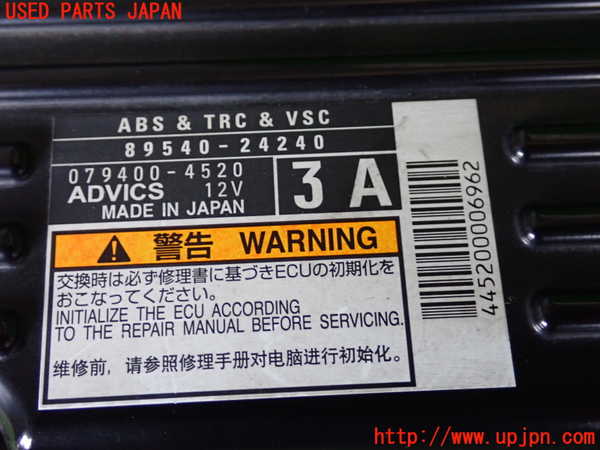 USED PARTS JAPAN
ABS & TRC & VSC
89540-24240
079400-4520
ADVICS 12V
MADE IN JAPAN
3 A
445200006962
警告 WARNING
交換時は必ず修理書に基づきECUの初期化を
おこなってください。
INITIALIZE THE ECU ACCORDING
TO THE REPAIR MANUAL BEFORE SERVICING.
维修前，请参照修理手册对电脑进行初始化。
http://www.upjpn.com/